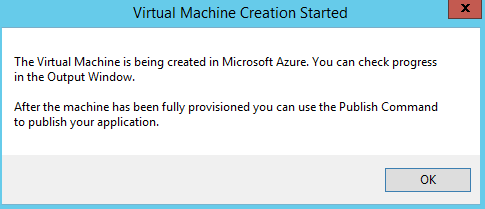 Virtual Machine Creation Started
x
The Virtual Machine is being created in Microsoft Azure. You can check progress
in the Output Window.
After the machine has been fully provisioned you can use the Publish Command
to publish your application.
OK